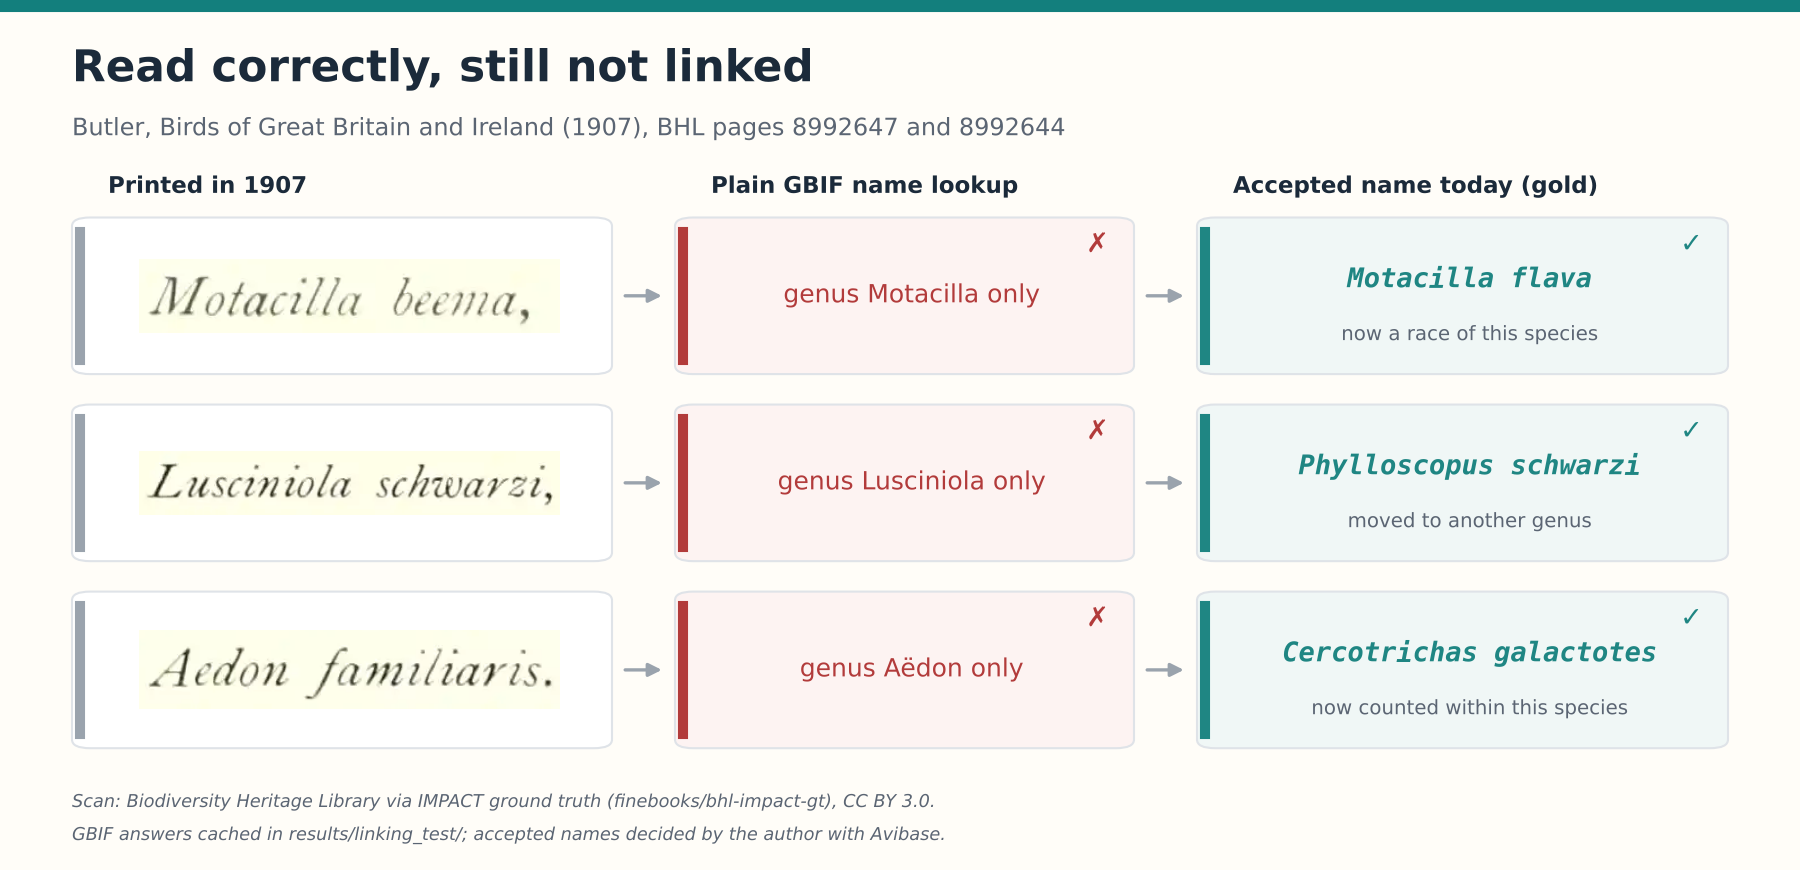 Read correctly, still not linked
Butler, Birds of Great Britain and Ireland (1907), BHL pages 8992647 and 8992644
Printed in 1907
Plain GBIF name lookup
Accepted name today (gold)
Motacilla beema,
✗
genus Motacilla only
✓
Motacilla flava
now a race of this species
Lusciniola schwarzi,
✗
genus Lusciniola only
✓
Phylloscopus schwarzi
moved to another genus
Aedon familiaris.
✗
genus Aëdon only
✓
Cercotrichas galactotes
now counted within this species
Scan: Biodiversity Heritage Library via IMPACT ground truth (finebooks/bhl-impact-gt), CC BY 3.0.
GBIF answers cached in results/linking_test/; accepted names decided by the author with Avibase.